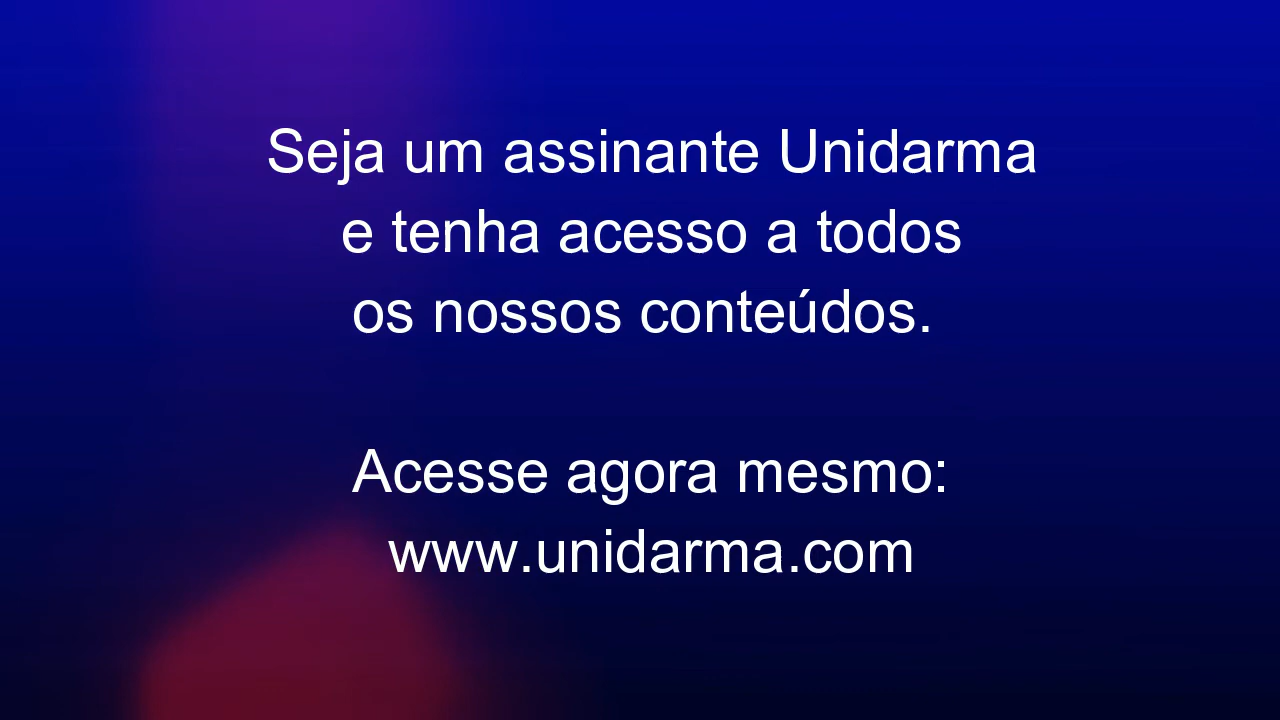 Seja um assinante Unidarma
e tenha acesso a todos
os nossos conteúdos.
Acesse agora mesmo:
www.unidarma.com